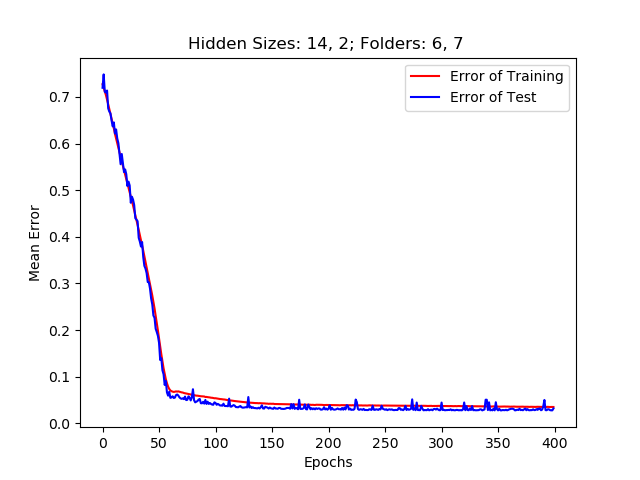 Hidden Sizes: 14, 2; Folders: 6, 7
Error of Training
Error of Test
Mean Error
0.7
0.6
0.5
0.4
0.3
0.2
0.1
0.0
0 50 100 150 200 250 300 350 400
Epochs